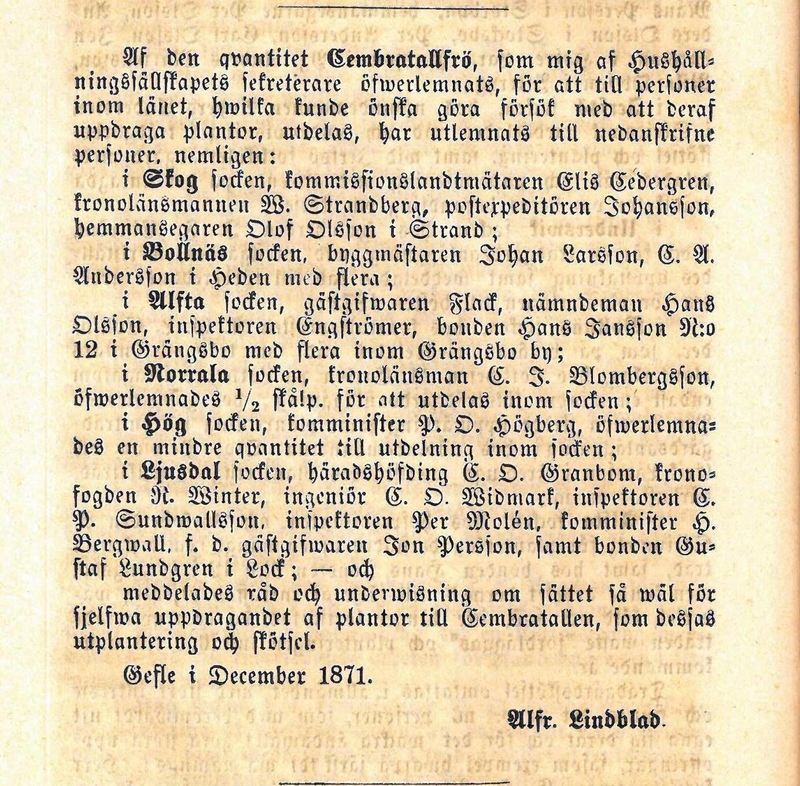 Af den qvantitet Cembratallfrö, som mig af Hushåll-
ningssällskapets sekreterare öfwerlemnats, för att till personer
inom länet, hwilka kunde önska göra försök med att deraf
uppdraga plantor, utdelas, har utlemnats till nedanskrifne
personer, nemligen:
i Skog socken, kommissionslandtmätaren Elis Cedergren,
kronolänsmannen W. Strandberg, postexpeditören Johansson,
hemmansegaren Olof Olsson i Strand;
i Bollnäs socken, byggmästaren Johan Larsson, C. A.
Andersson i Heden med flera;
i Alfta socken, gästgifwaren Flack, nämndeman Hans
Olsson, inspektoren Engströmer, bonden Hans Jansson N:o
12 i Grängsbo med flera inom Grängsbo by;
i Norrala socken, kronolänsman C. J. Blombergsson,
öfwerlemnades 1/2 skålp. för att utdelas inom socken;
i Hög socken, komminister P. O. Högberg, öfwerlemna-
des en mindre qvantitet till utdelning inom socken;
i Ljusdal socken, häradshöfding C. O. Granbom, krono-
fogden N. Winter, ingeniör C. O. Widmark, inspektoren C.
P. Sundwallsson, inspektoren Per Molén, komminister H.
Bergwall, f. d. gästgifwaren Jon Persson, samt bonden Gu-
staf Lundgren i Lock; — och
meddelades råd och underwisning om sättet så wäl för
sjelfwa uppdragandet af plantor till Cembratallen, som dessas
utplantering och skötsel.
Gefle i December 1871.
Alfr. Lindblad.